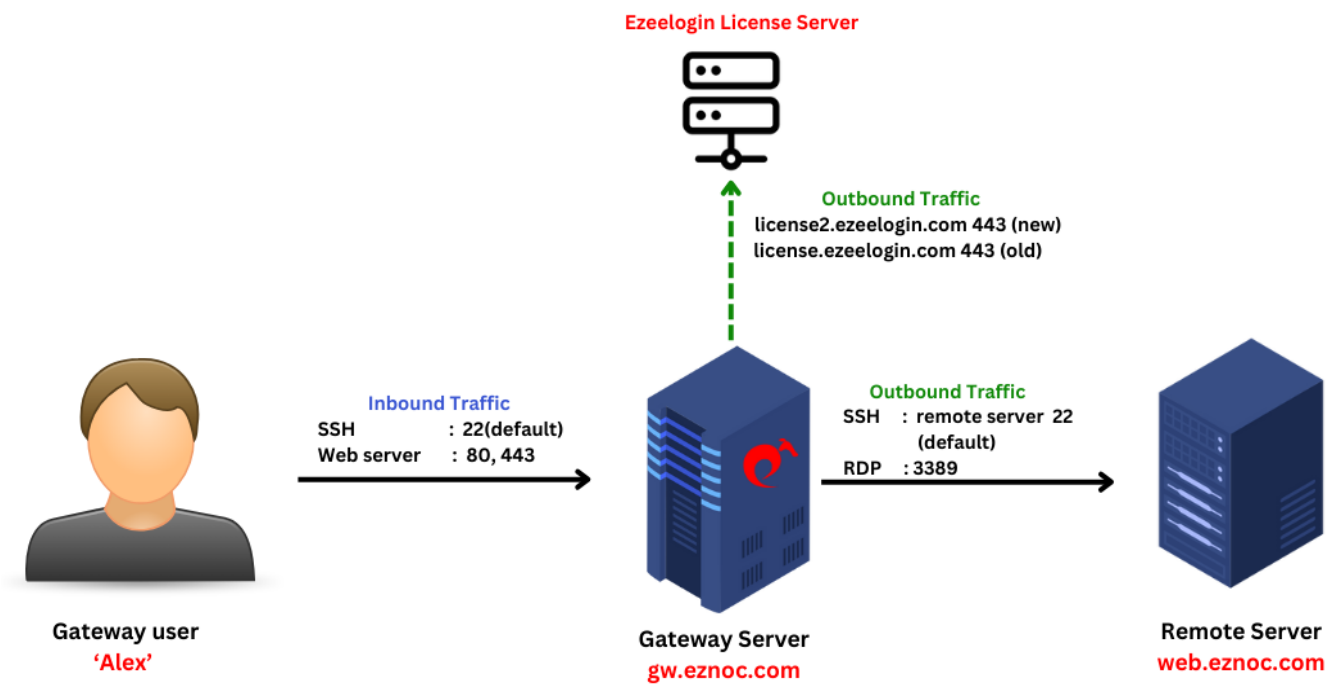 Ezeelogin License Server
Outbound Traffic
license2.ezeelogin.com 443 (new)
license.ezeelogin.com 443 (old)
Inbound Traffic
SSH : 22(default)
Web server : 80, 443
Outbound Traffic
SSH : remote server 22
(default)
RDP : 3389
Gateway user
‘Alex’
Gateway Server
gw.eznoc.com
Remote Server
web.eznoc.com